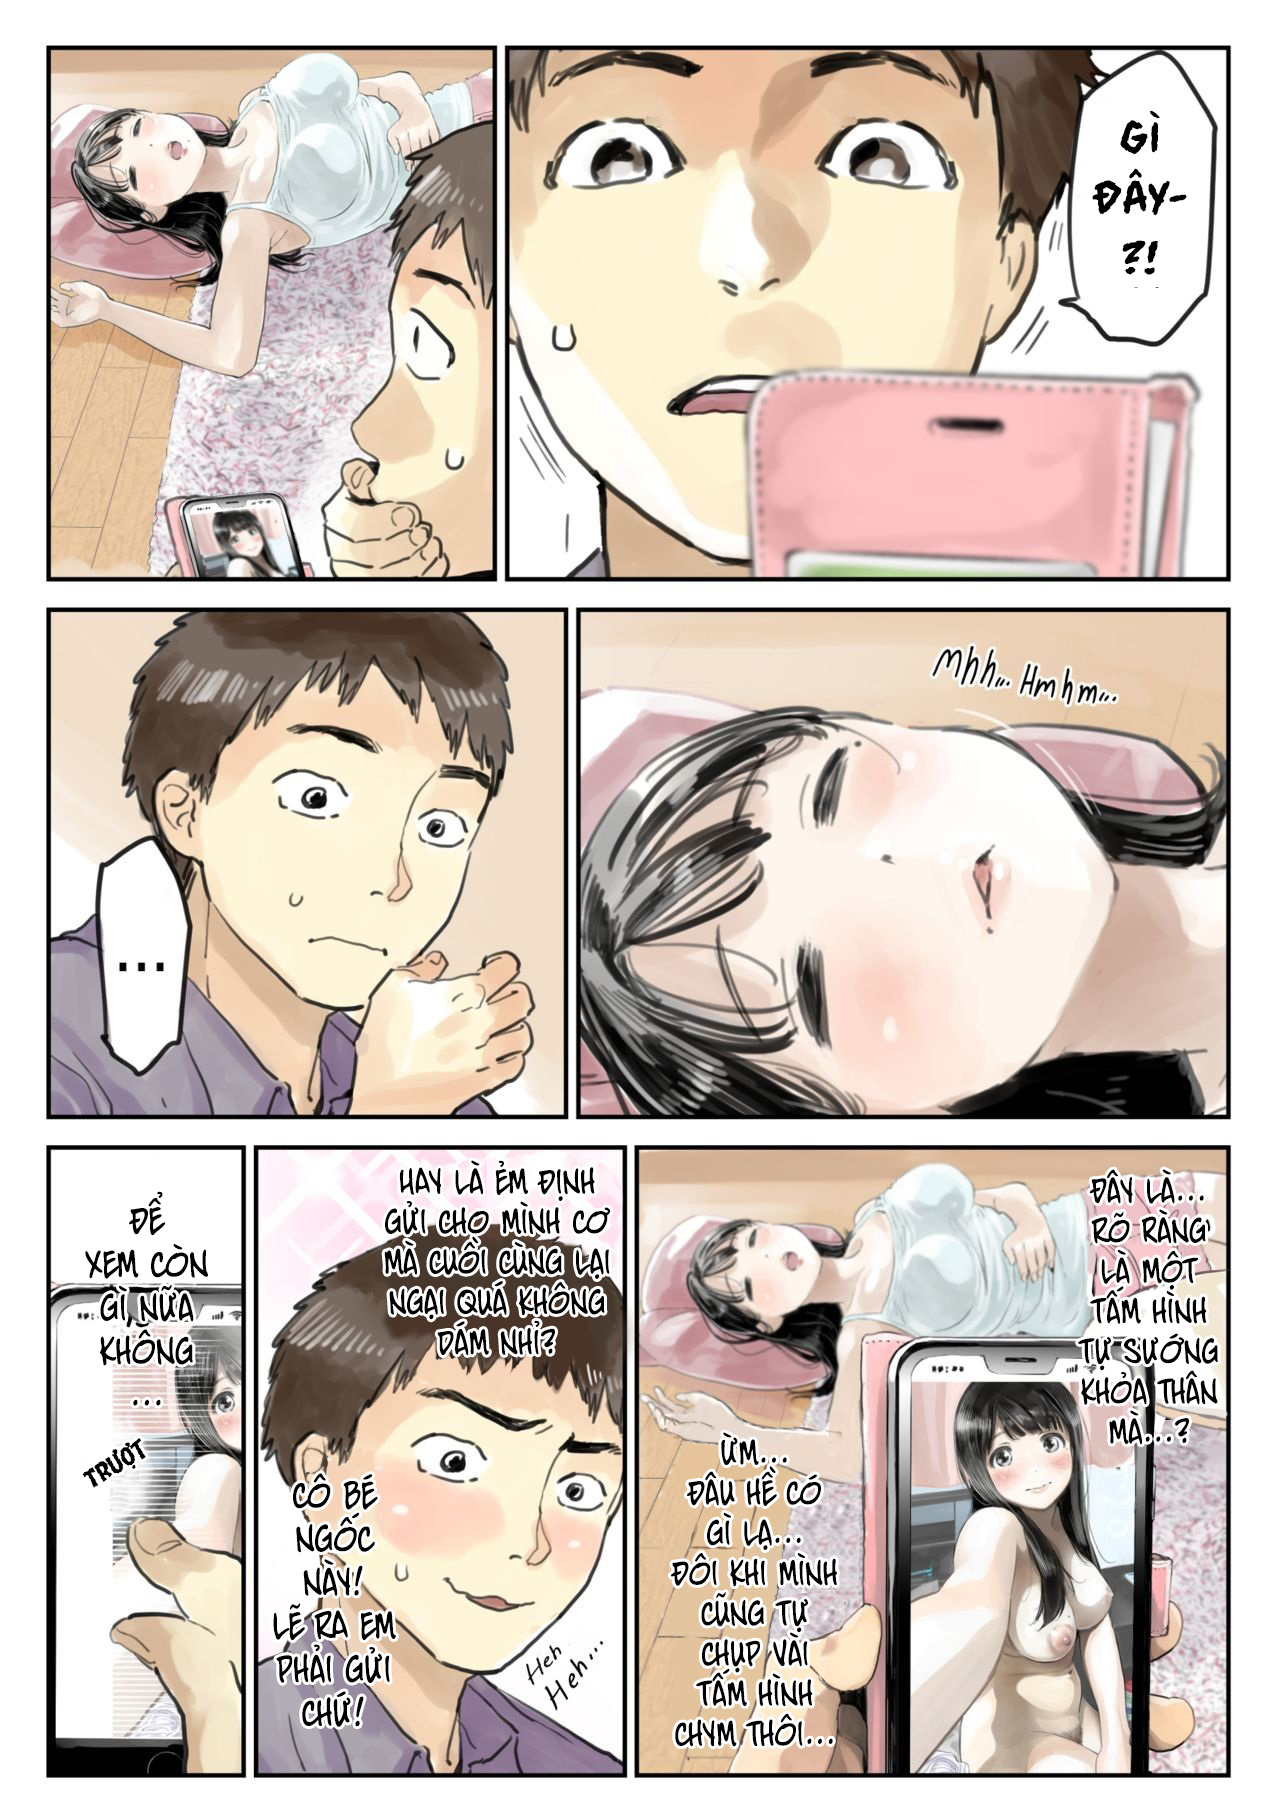 GÌ
ĐÂY-
?!
Mhh... Hmhm...
...
ĐÂY LÀ...
RÕ RÀNG
LÀ MỘT
TẤM HÌNH
TỰ SƯỚNG
KHỎA THÂN
MÀ...?
ỪM...
ĐÂU HỀ CÓ
GÌ LẠ...
ĐÔI KHI MÌNH
CŨNG TỰ
CHỤP VÀI
TẤM HÌNH
CHYM THÔI...
HAY LÀ ẺM ĐỊNH
GỬI CHO MÌNH CƠ
MÀ CUỐI CÙNG LẠI
NGẠI QUÁ KHÔNG
DÁM NHỈ?
CÔ BÉ
NGỐC
NÀY!
LẼ RA EM
PHẢI GỬI
CHỨ!
Heh
Heh...
ĐỂ
XEM CÒN
GÌ NỮA
KHÔNG
...
TRƯỢT